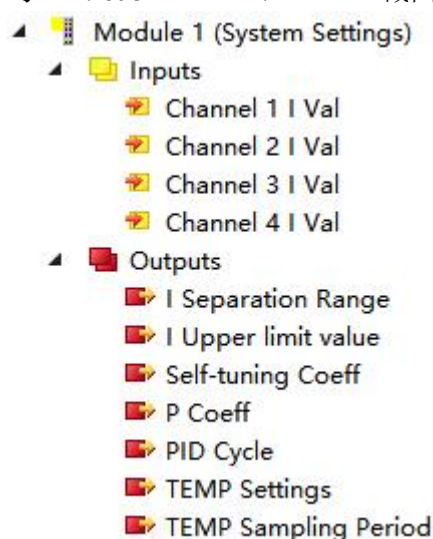 Module 1 (System Settings)
Inputs
Channel 1 I Val
Channel 2 I Val
Channel 3 I Val
Channel 4 I Val
Outputs
I Separation Range
I Upper limit value
Self-tuning Coeff
P Coeff
PID Cycle
TEMP Settings
TEMP Sampling Period